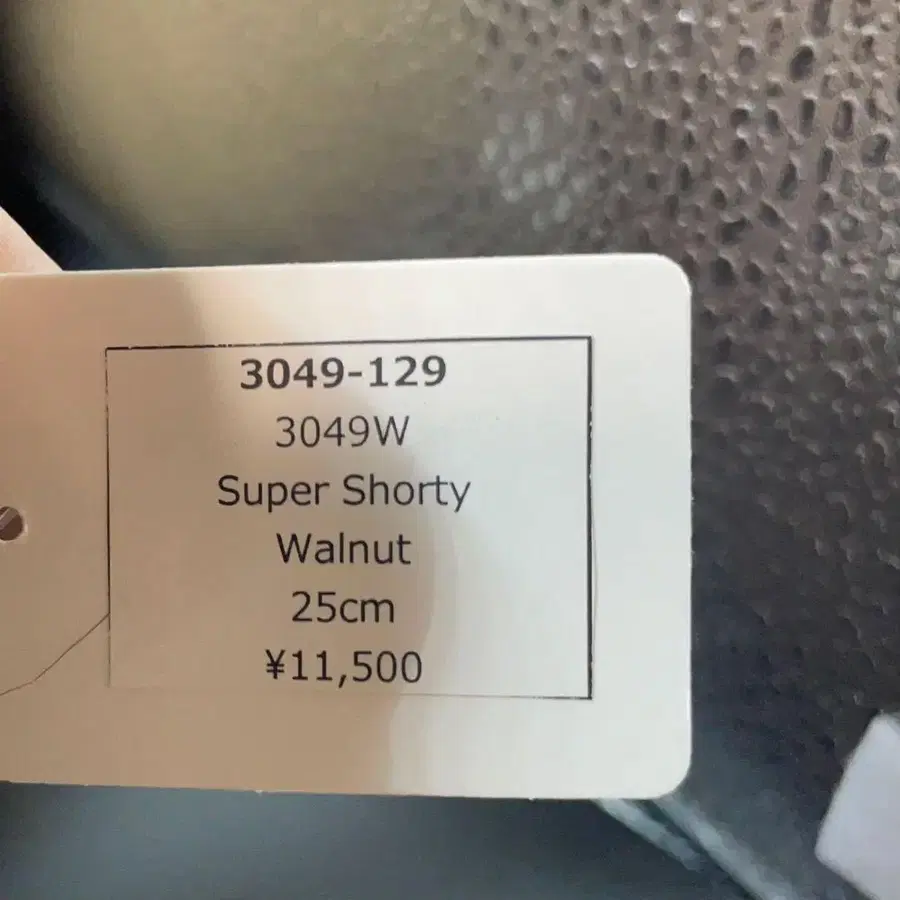 3049-129
3049W
Super Shorty
Walnut
25cm
¥11,500